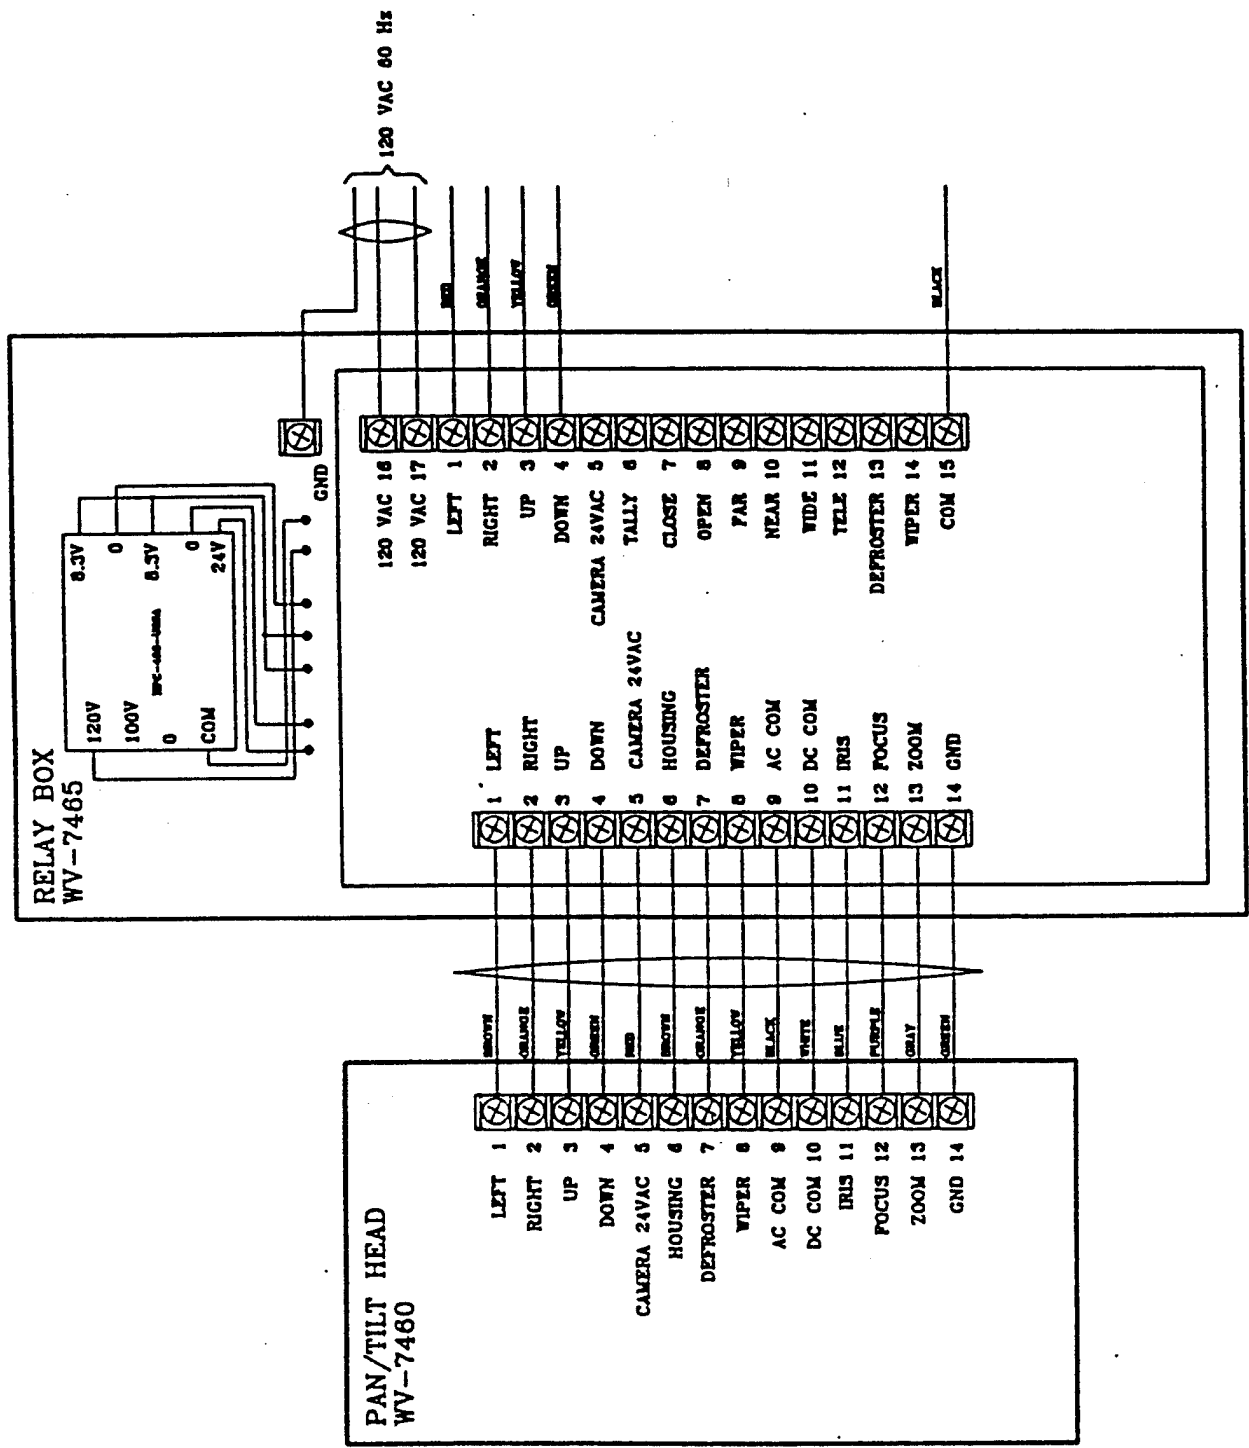 PAN/TILT HEAD
WV-7460
LEFT 1
RIGHT 2
UP 3
DOWN 4
CAMERA 24VAC 5
HOUSING 6
DEFROSTER 7
WIPER 8
AC COM 9
DC COM 10
IRIS 11
FOCUS 12
ZOOM 13
GND 14
BROWN
ORANGE
YELLOW
GREEN
RED
BROWN
ORANGE
YELLOW
BLACK
WHITE
BLUE
PURPLE
GRAY
GREEN
RELAY BOX
WV-7465
120V
100V
0
COM
8.3V
0
8.3V
0
24V
GND
1 LEFT
2 RIGHT
3 UP
4 DOWN
5 CAMERA 24VAC
6 HOUSING
7 DEFROSTER
8 WIPER
9 AC COM
10 DC COM
11 IRIS
12 FOCUS
13 ZOOM
14 GND
120 VAC 16
120 VAC 17
LEFT 1
RIGHT 2
UP 3
DOWN 4
CAMERA 24VAC 5
TALLY 6
CLOSE 7
OPEN 8
FAR 9
NEAR 10
WIDE 11
TELE 12
DEFROSTER 13
WIPER 14
COM 15
RED
ORANGE
YELLOW
GREEN
BLACK
120 VAC 60 Hz